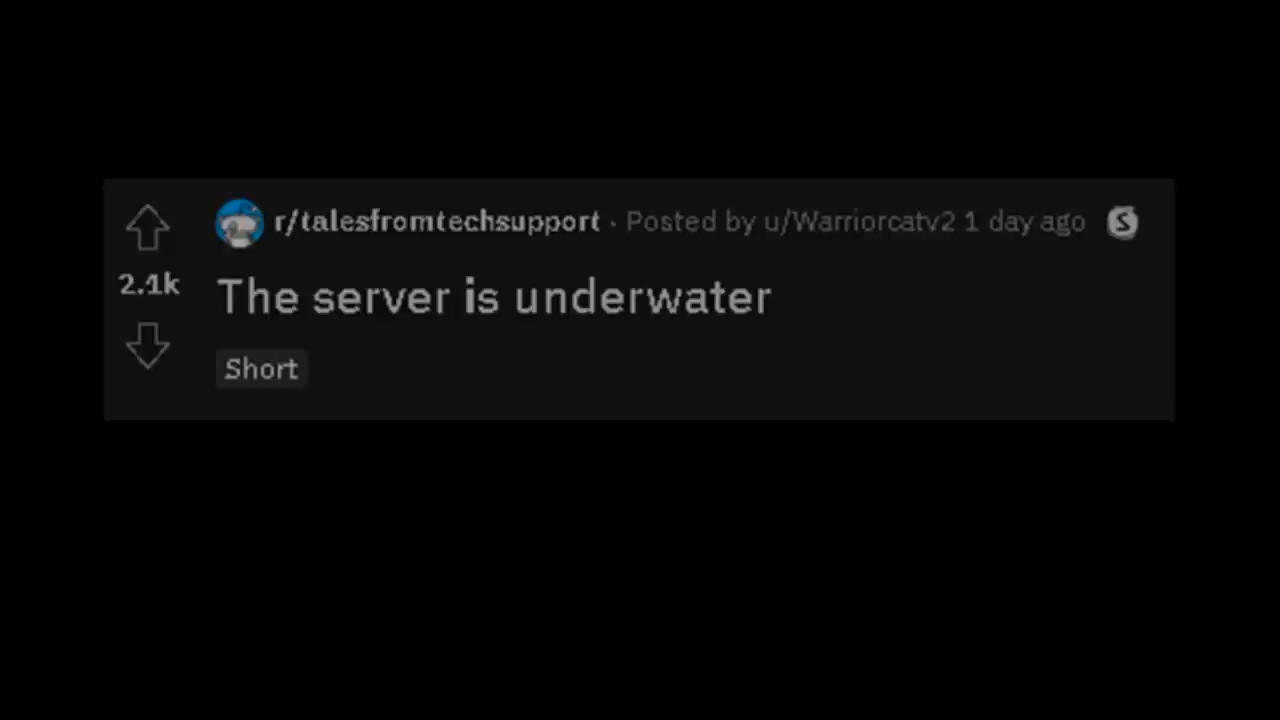 r/talesfromtechsupport · Posted by u/Warriorcatv2 1 day ago S
2.1k
The server is underwater
Short